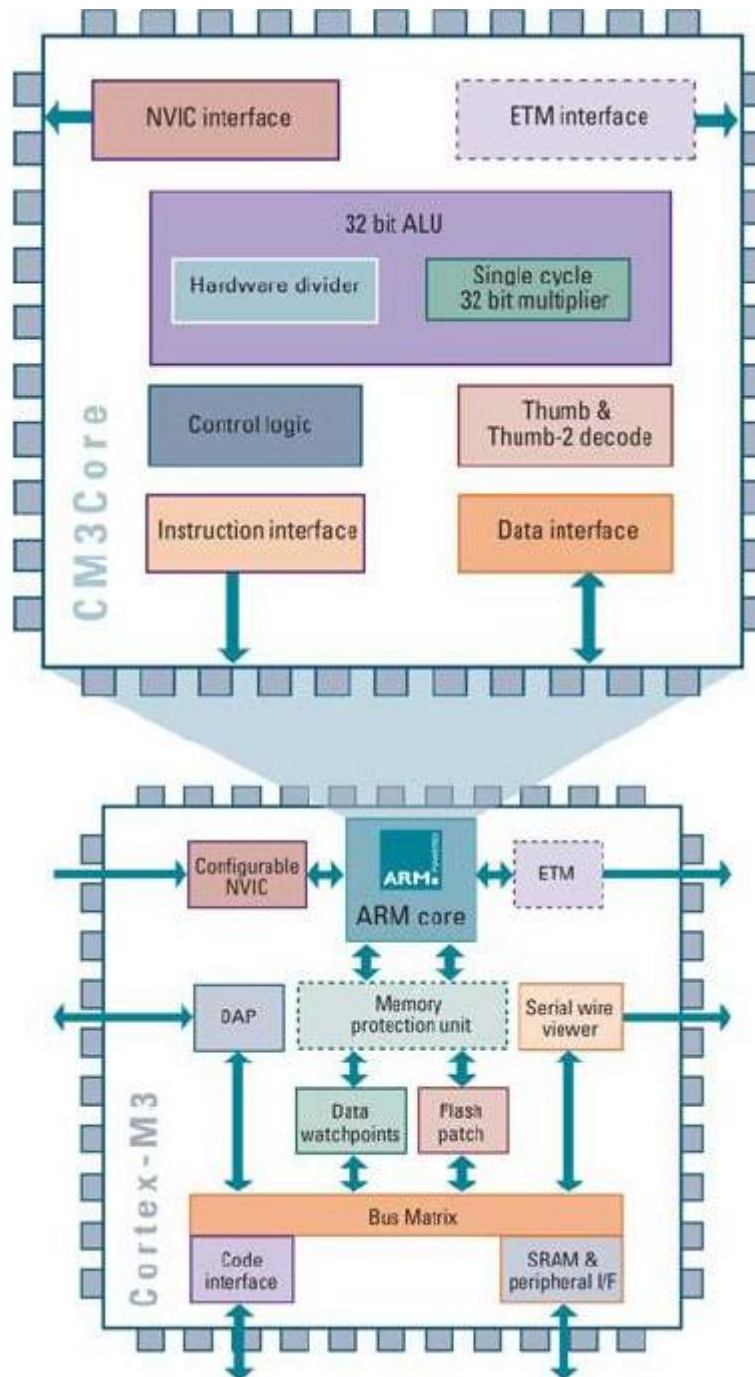 NVIC interface
ETM interface
32 bit ALU
Hardware divider
Single cycle
32 bit multiplier
Control logic
Thumb &
Thumb-2 decode
Instruction interface
Data interface
CM3Core
Configurable
NVIC
ARM
ARM core
ETM
DAP
Memory
protection unit
Serial wire
viewer
Data
watchpoints
Flash
patch
Bus Matrix
Code
interface
SRAM &
peripheral I/F
Cortex-M3